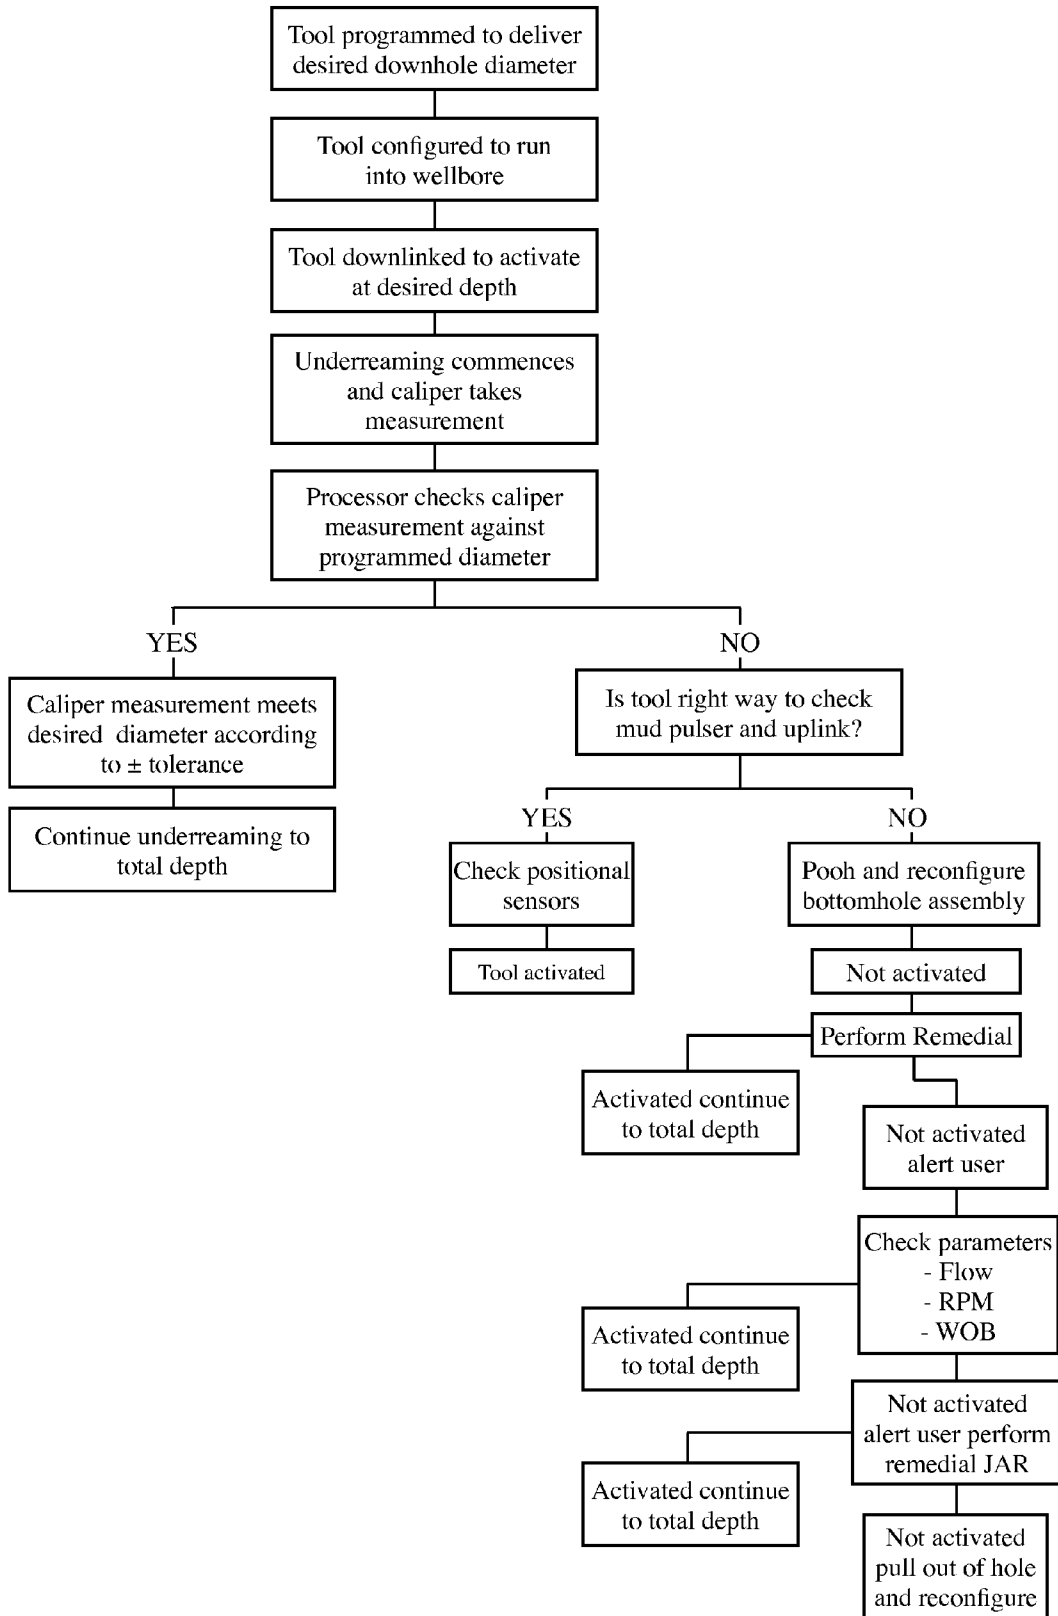 Tool programmed to deliver
desired downhole diameter
Tool configured to run
into wellbore
Tool downlinked to activate
at desired depth
Underreaming commences
and caliper takes
measurement
Processor checks caliper
measurement against
programmed diameter
YES
NO
Caliper measurement meets
desired diameter according
to ± tolerance
Continue underreaming to
total depth
Is tool right way to check
mud pulser and uplink?
YES
NO
Check positional
sensors
Tool activated
Pooh and reconfigure
bottomhole assembly
Not activated
Perform Remedial
Activated continue
to total depth
Not activated
alert user
Check parameters
- Flow
- RPM
- WOB
Activated continue
to total depth
Not activated
alert user perform
remedial JAR
Activated continue
to total depth
Not activated
pull out of hole
and reconfigure